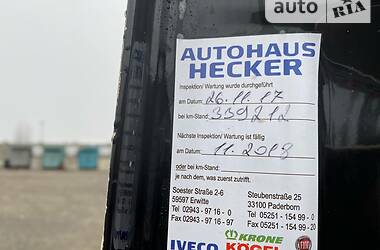 AUTO
RIA
AUTOHAUS
HECKER
Inspektion/ Wartung wurde durchgeführt
am Datum: 26.11.17
bei km-Stand: 339212
Nächste Inspektion/ Wartung ist fällig
am Datum: 11.2018
oder bei km-Stand:
je nachdem, was zuerst zutrifft.
Soester Straße 2-6
59597 Erwitte
Tel. 02943 - 97 16 - 0
Fax 02943 - 97 97
Steubenstraße 25
33100 Paderborn
Tel. 05251 - 154 99 - 20
Fax 05251 - 154 99 - 0
IVECO
KRONE
KÖGEL
FIAT